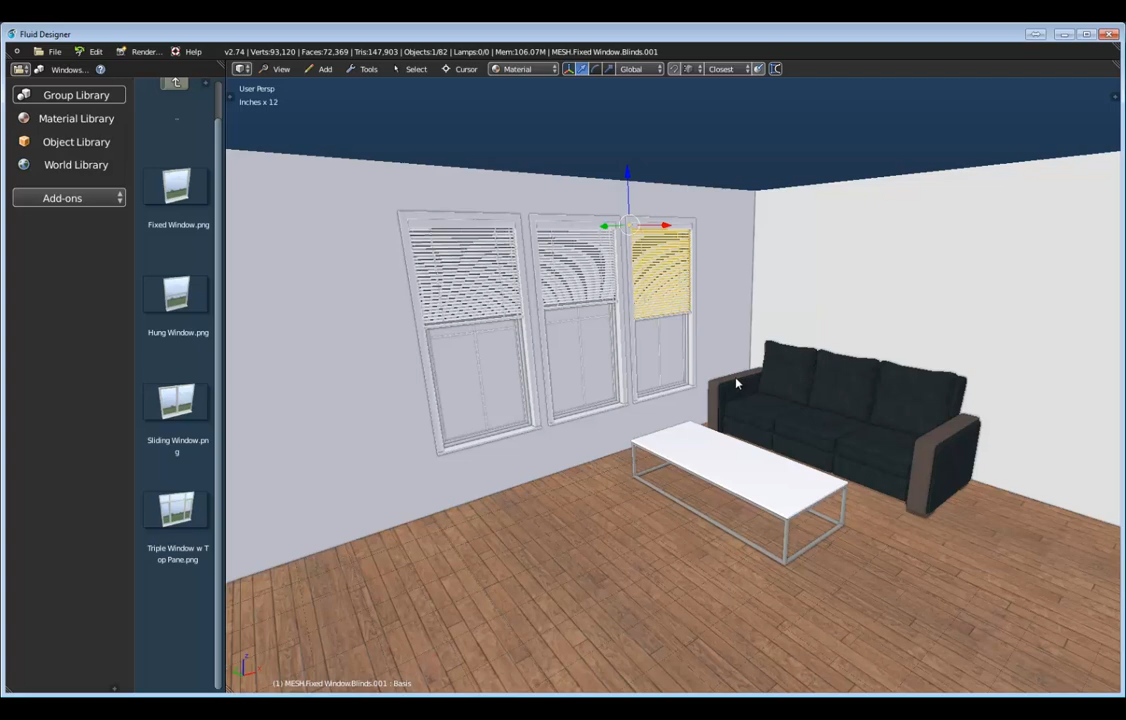 Fluid Designer
File
Edit
Render...
Help
v2.74 | Verts:93,120 | Faces:72,369 | Tris:147,903 | Objects:1/82 | Lamps:0/0 | Mem:106.07M | MESH.Fixed Window.Blinds.001
Windows...
View
Add
Tools
Select
Cursor
Material
Global
Closest
Group Library
Material Library
Object Library
World Library
Add-ons
..
Fixed Window.png
Hung Window.png
Sliding Window.pn
g
Triple Window w T
op Pane.png
User Persp
Inches x 12
z
(1) MESH.Fixed Window.Blinds.001 : Basis